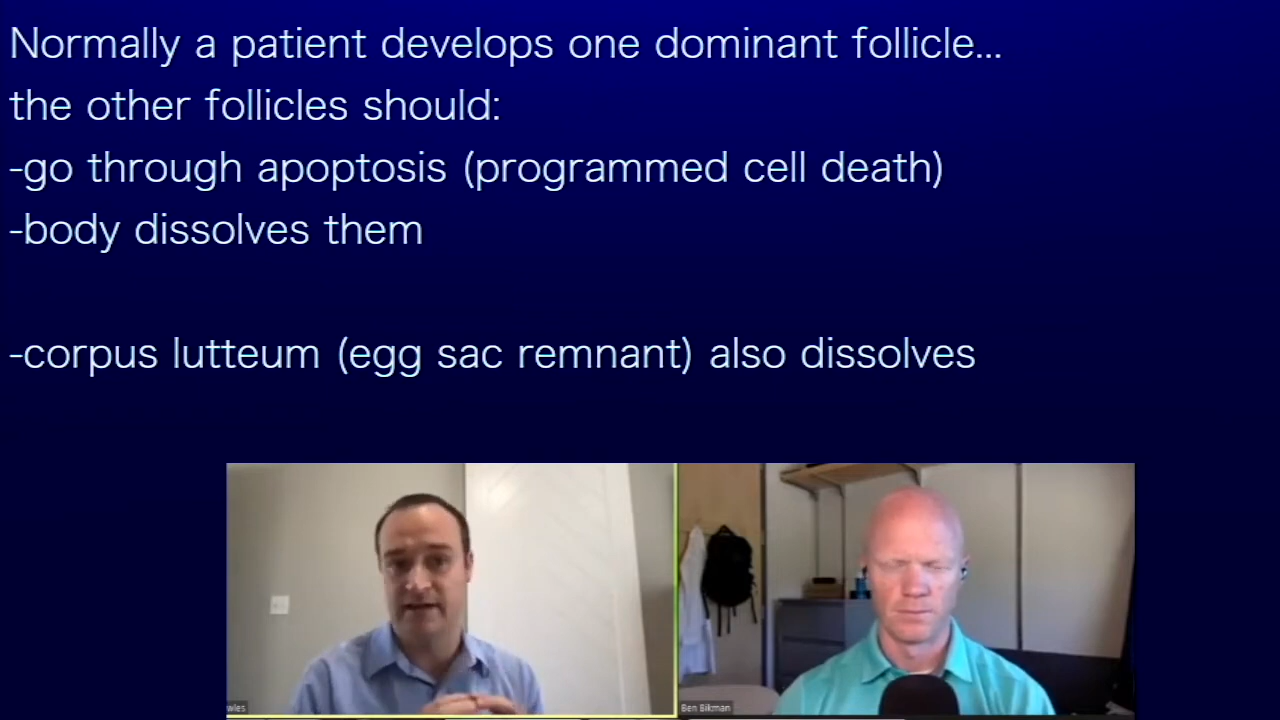 Normally a patient develops one dominant follicle...
the other follicles should:
-go through apoptosis (programmed cell death)
-body dissolves them
-corpus lutteum (egg sac remnant) also dissolves
wles
Ben Bikman